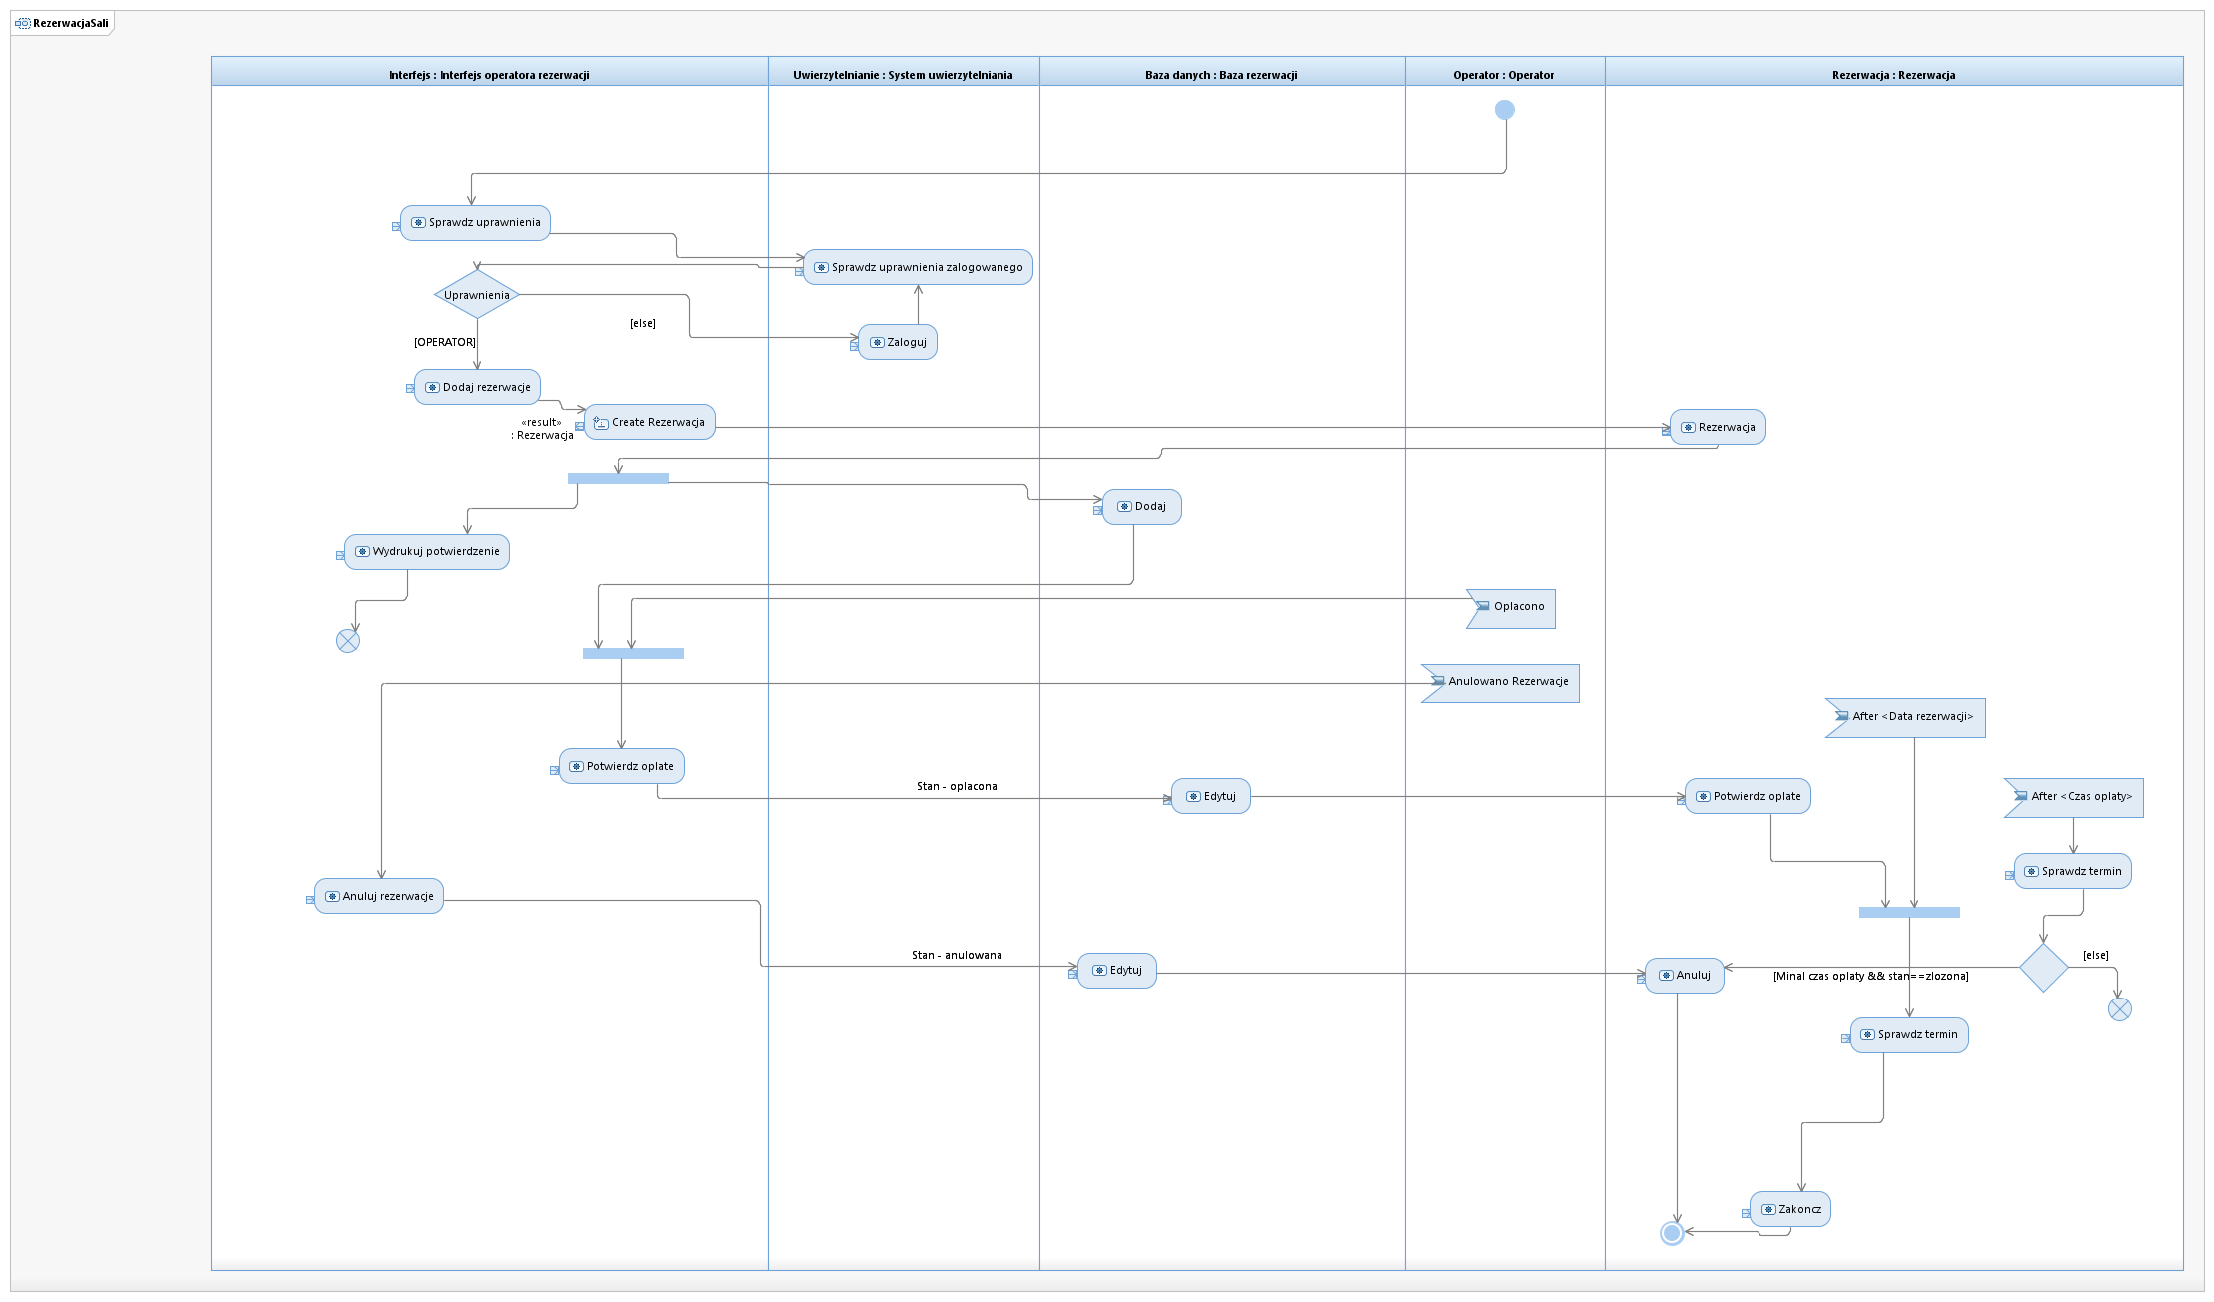 RezerwacjaSali
Interfejs : Interfejs operatora rezerwacji
Uwierzytelnianie : System uwierzytelniania
Baza danych : Baza rezerwacji
Operator : Operator
Rezerwacja : Rezerwacja
Sprawdz uprawnienia
Sprawdz uprawnienia zalogowanego
Uprawnienia
[else]
[OPERATOR]
Zaloguj
Dodaj rezerwacje
«result»
: Rezerwacja
Create Rezerwacja
Rezerwacja
Dodaj
Wydrukuj potwierdzenie
Oplacono
Anulowano Rezerwacje
After <Data rezerwacji>
Potwierdz oplate
Stan - oplacona
Edytuj
Potwierdz oplate
After <Czas oplaty>
Sprawdz termin
Anuluj rezerwacje
Stan - anulowana
Edytuj
Anuluj
[Minal czas oplaty && stan==zlozona]
[else]
Sprawdz termin
Zakoncz